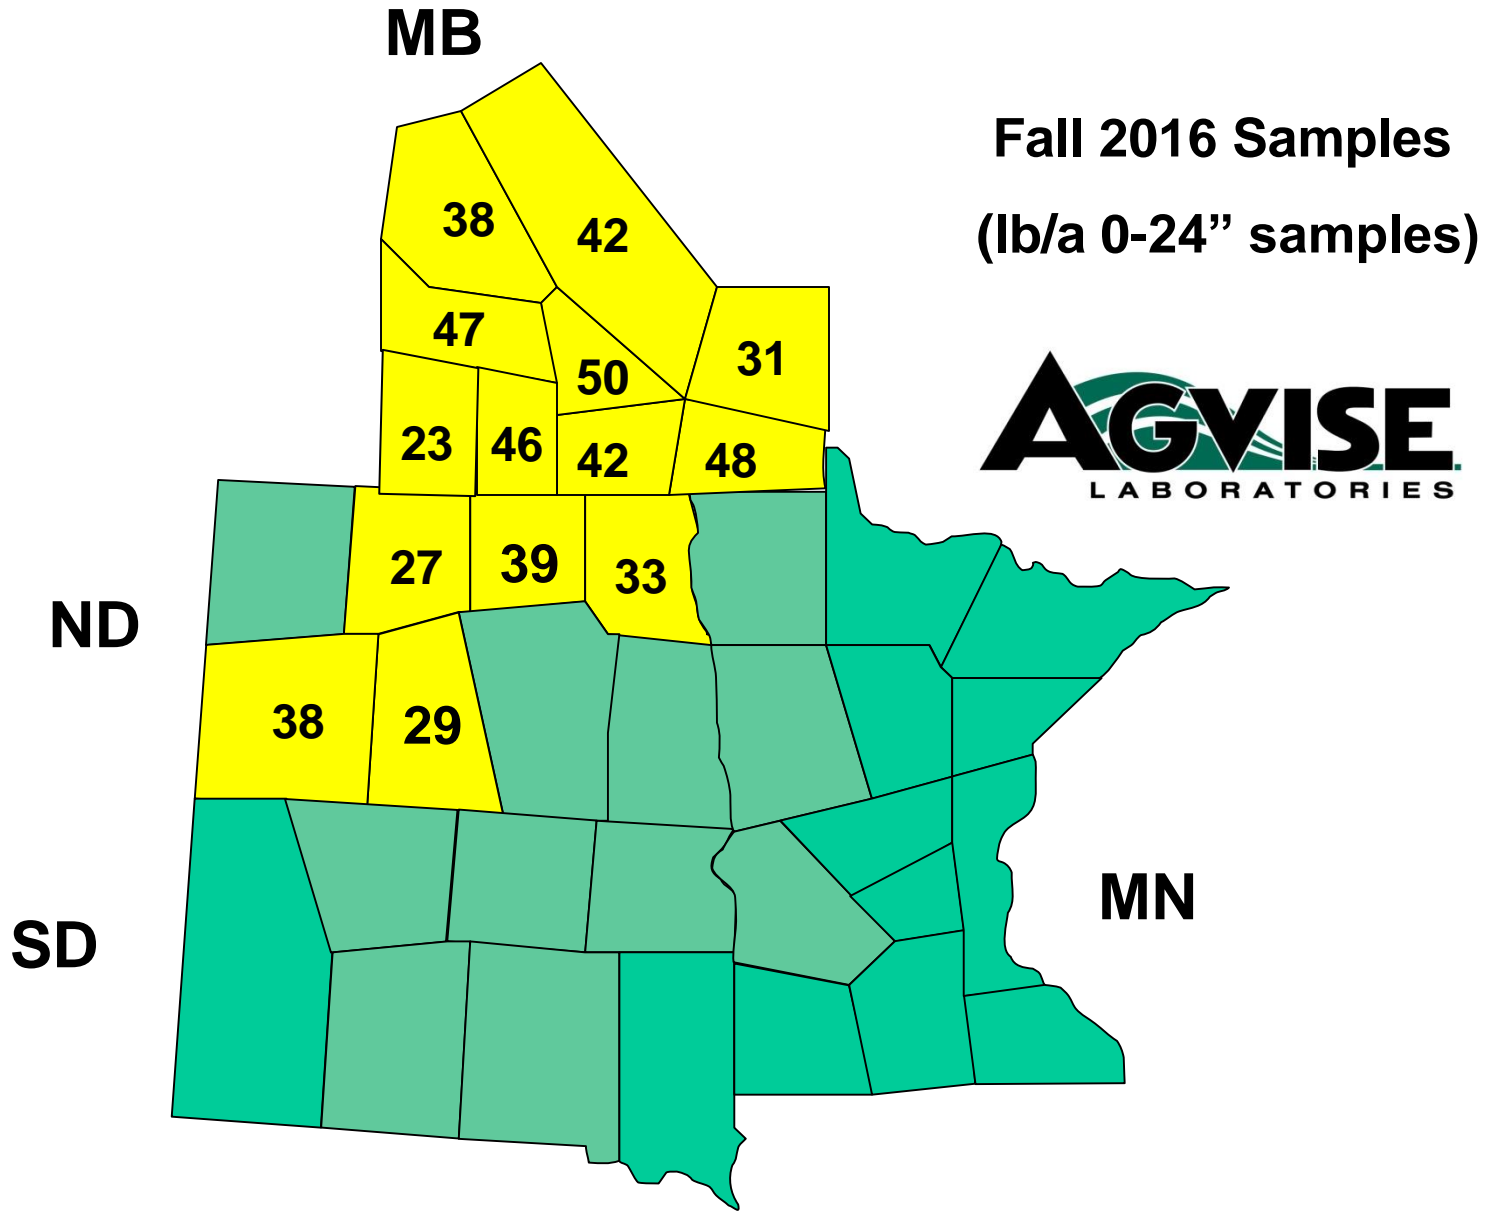 MB
Fall 2016 Samples
(lb/a 0-24” samples)
38
42
47
50
31
23
46
42
48
AGVISE
LABORATORIES
27
39
33
ND
38
29
MN
SD